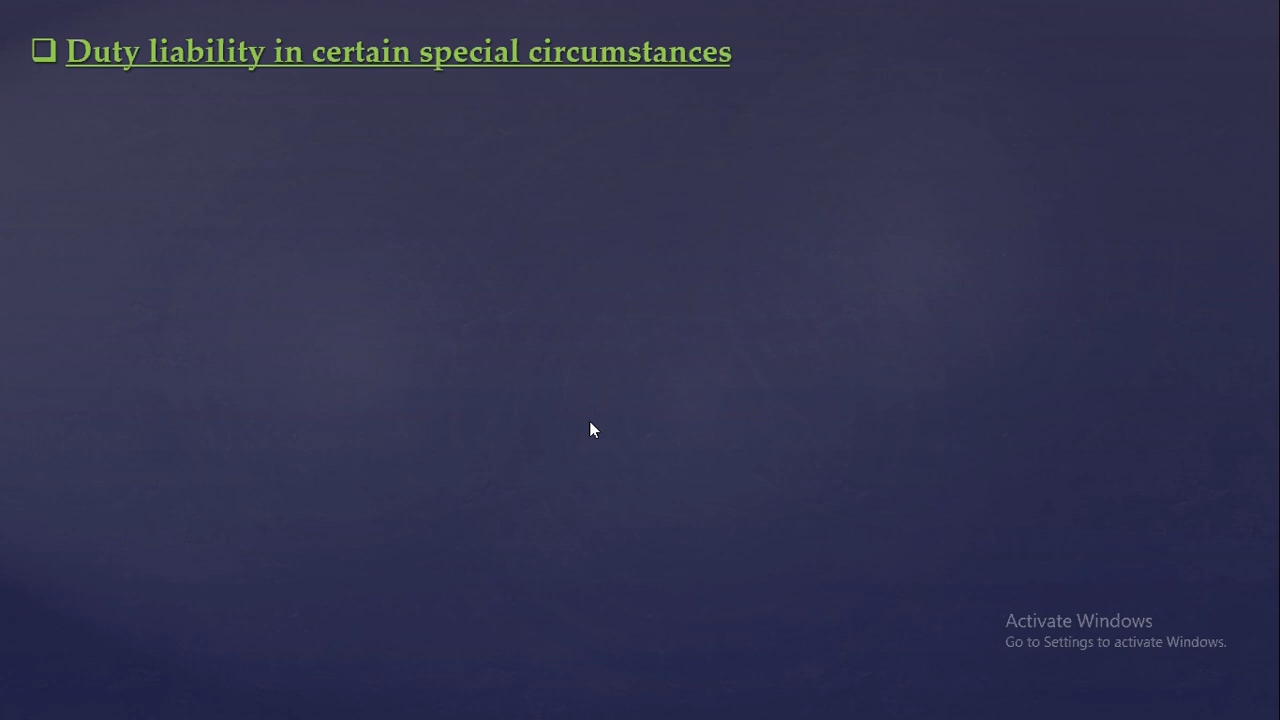 ❑ Duty liability in certain special circumstances
Activate Windows
Go to Settings to activate Windows.